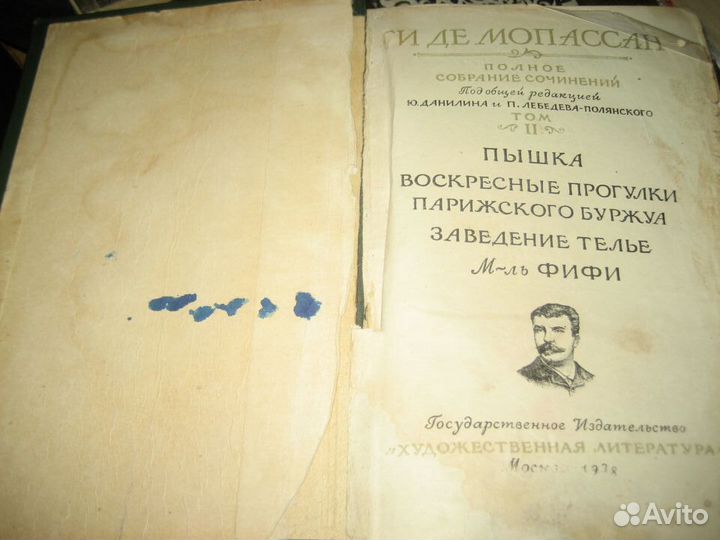 ГИ ДЕ МОПАССАН
ПОЛНОЕ
СОБРАНИЕ СОЧИНЕНИЙ
Под общей редакцией
Ю. ДАНИЛИНА и П. ЛЕБЕДЕВА-ПОЛЯНСКОГО
ТОМ
II
ПЫШКА
ВОСКРЕСНЫЕ ПРОГУЛКИ
ПАРИЖСКОГО БУРЖУА
ЗАВЕДЕНИЕ ТЕЛЬЕ
М~ль ФИФИ
Государственное Издательство
«ХУДОЖЕСТВЕННАЯ ЛИТЕРАТУРА»
1938
Avito